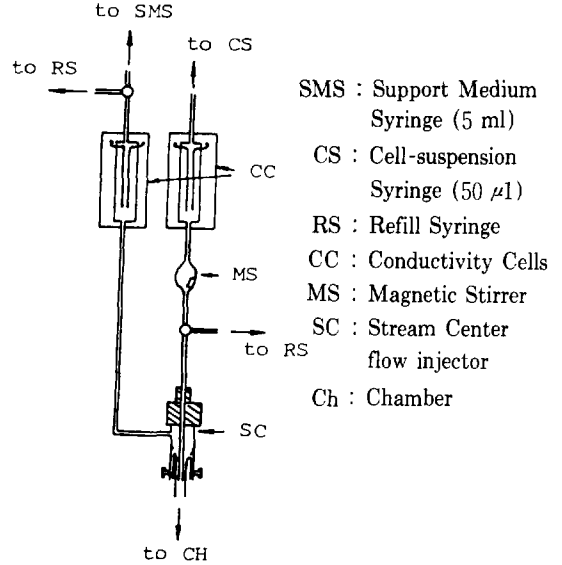 to SMS
to CS
to RS
CC
MS
to RS
SC
to CH
SMS : Support Medium
Syringe (5 ml)
CS : Cell-suspension
Syringe (50 μl)
RS : Refill Syringe
CC : Conductivity Cells
MS : Magnetic Stirrer
SC : Stream Center
flow injector
Ch : Chamber